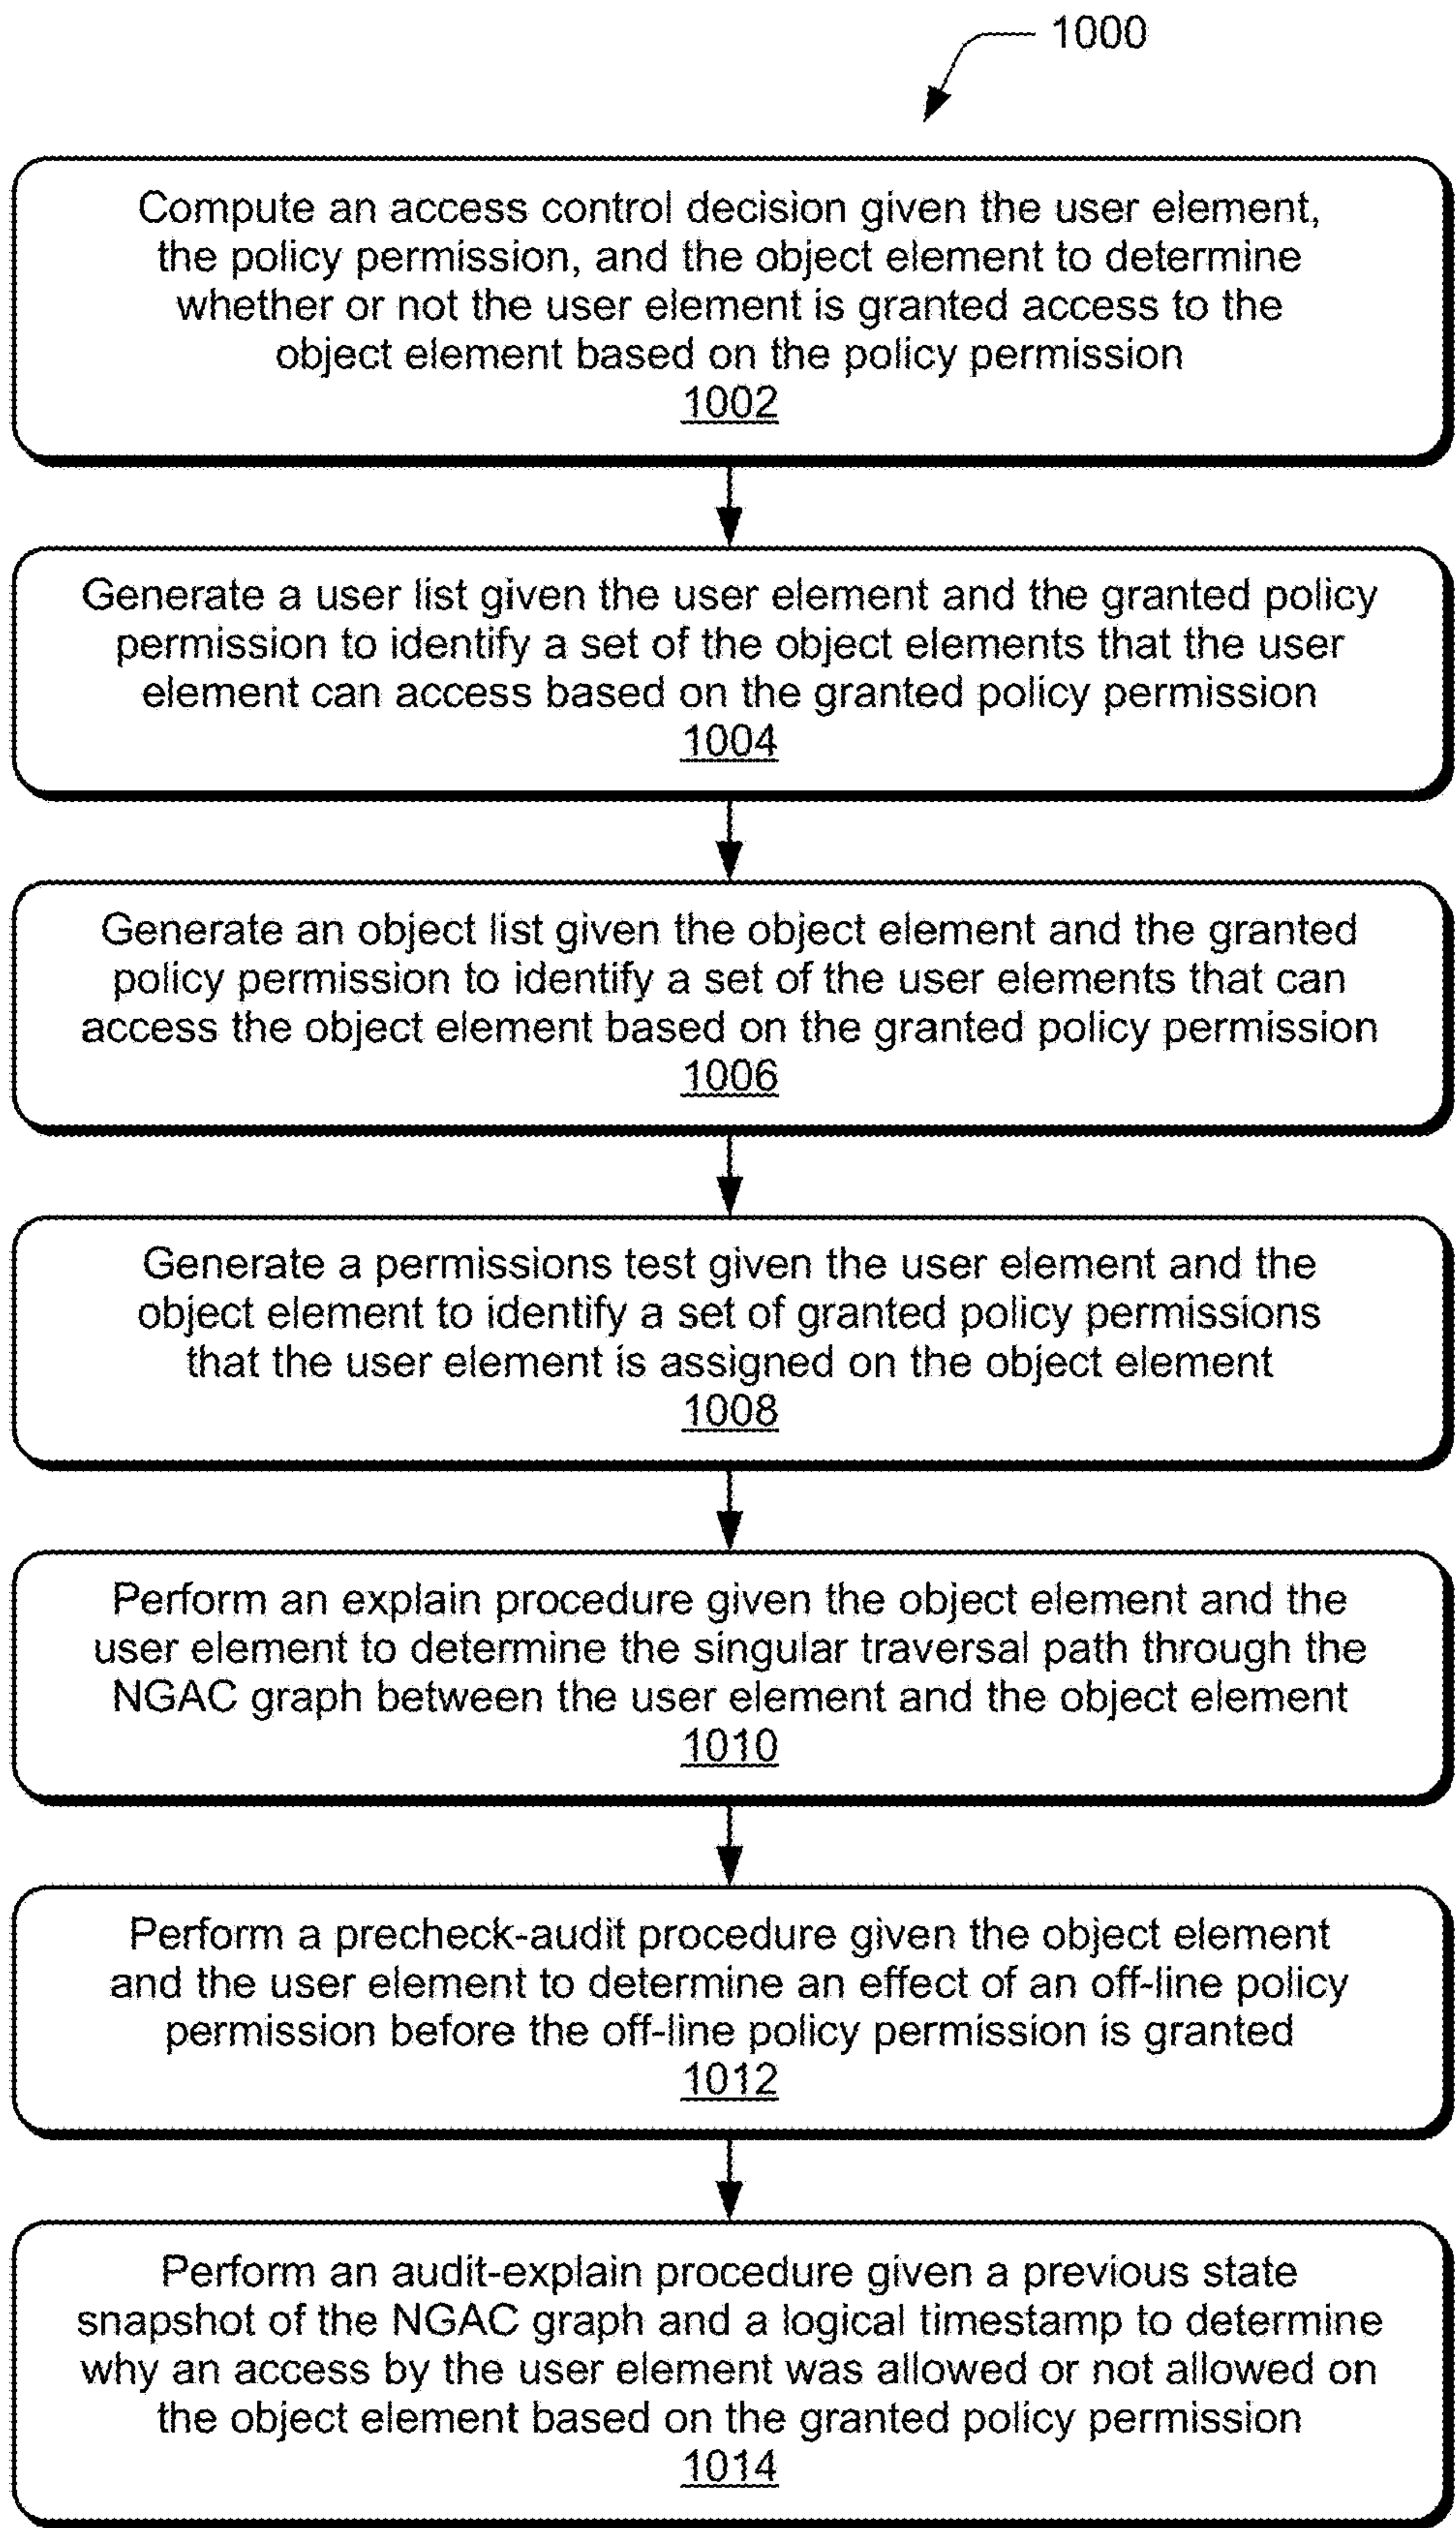 1000
Compute an access control decision given the user element,
the policy permission, and the object element to determine
whether or not the user element is granted access to the
object element based on the policy permission
1002
Generate a user list given the user element and the granted policy
permission to identify a set of the object elements that the user
element can access based on the granted policy permission
1004
Generate an object list given the object element and the granted
policy permission to identify a set of the user elements that can
access the object element based on the granted policy permission
1006
Generate a permissions test given the user element and the
object element to identify a set of granted policy permissions
that the user element is assigned on the object element
1008
Perform an explain procedure given the object element and the
user element to determine the singular traversal path through the
NGAC graph between the user element and the object element
1010
Perform a precheck-audit procedure given the object element
and the user element to determine an effect of an off-line policy
permission before the off-line policy permission is granted
1012
Perform an audit-explain procedure given a previous state
snapshot of the NGAC graph and a logical timestamp to determine
why an access by the user element was allowed or not allowed on
the object element based on the granted policy permission
1014